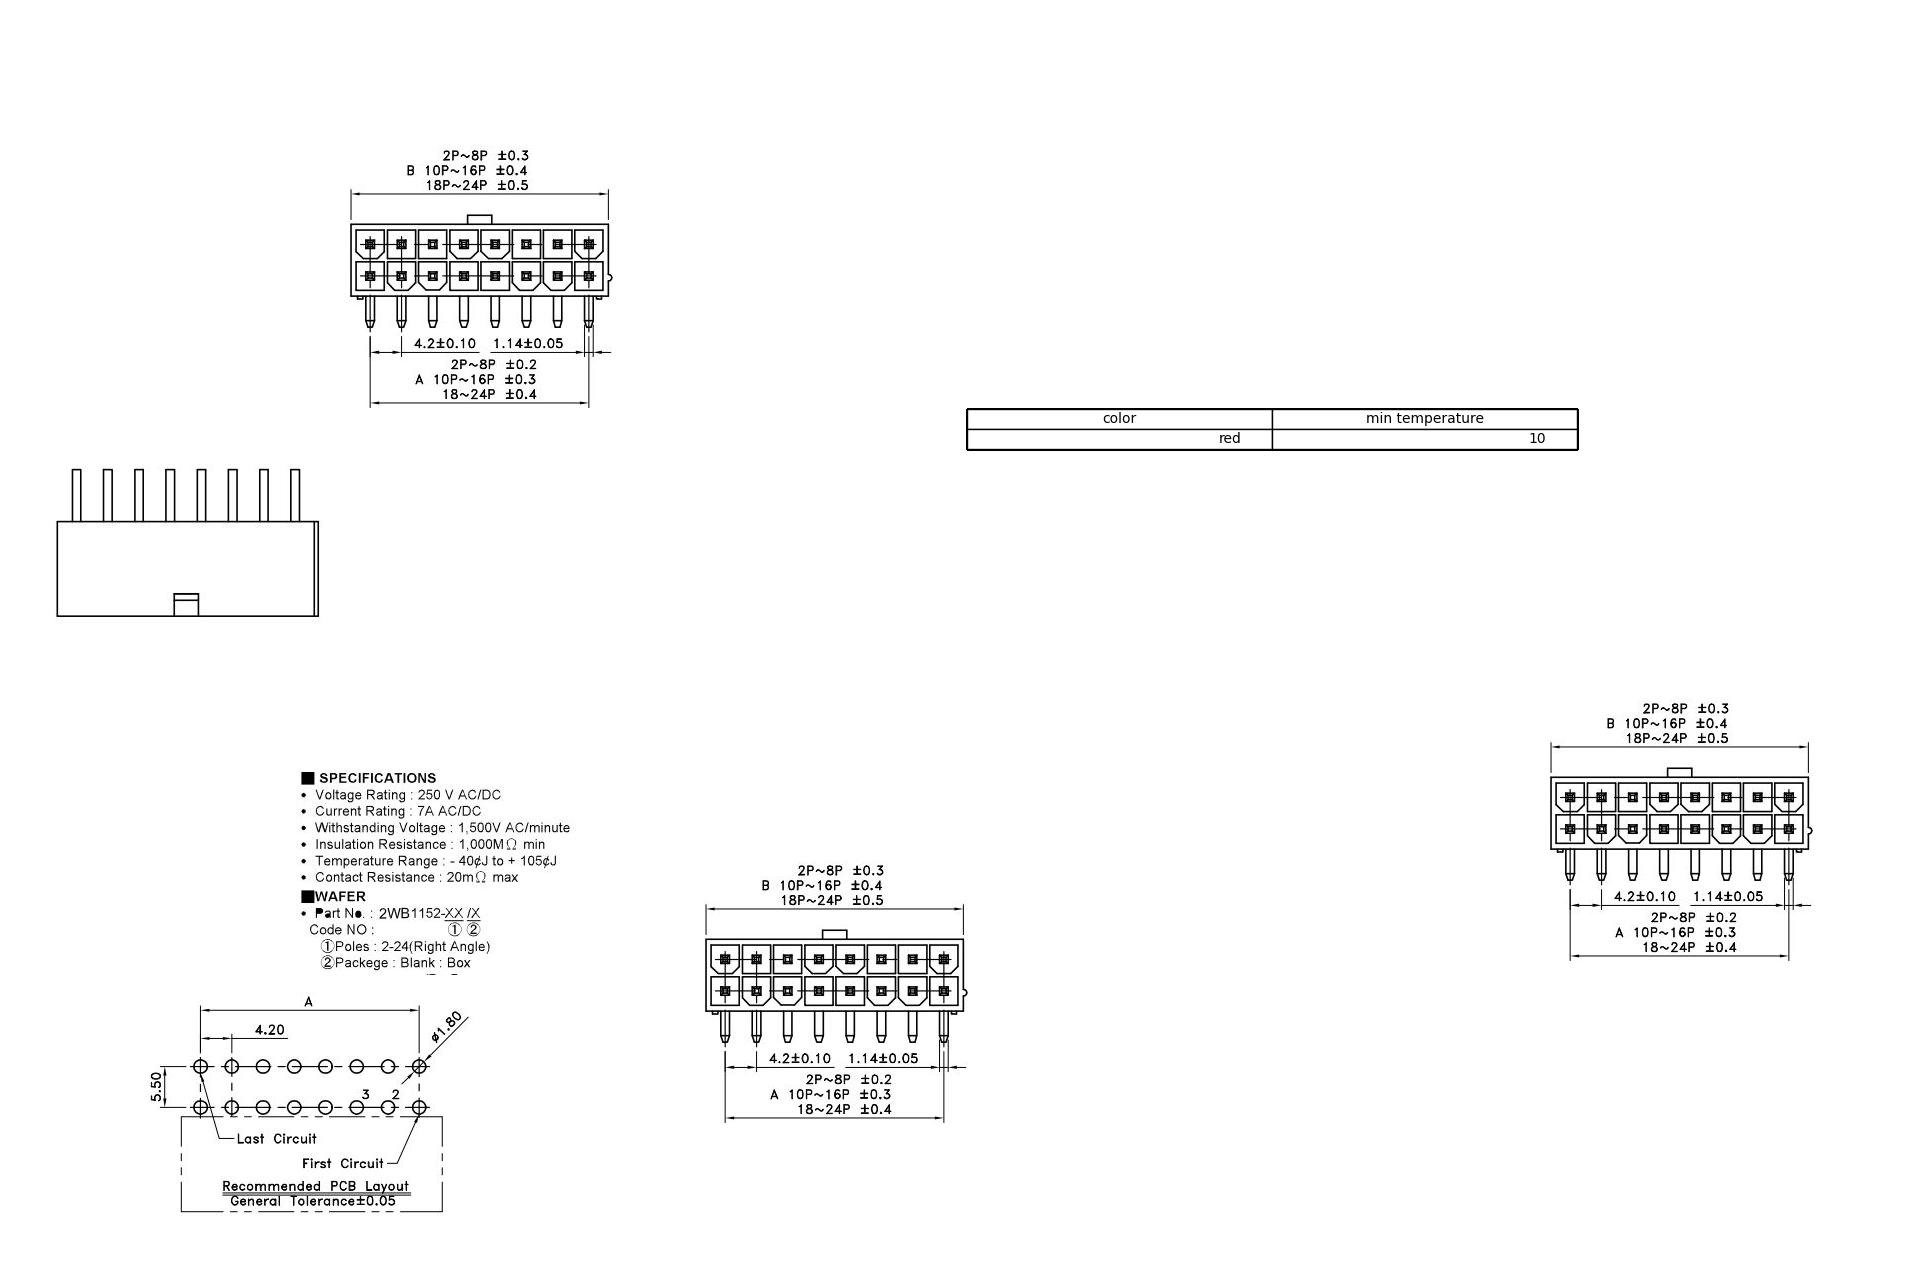 2P~8P ±0.3
B 10P~16P ±0.4
18P~24P ±0.5
4.2±0.10 1.14±0.05
2P~8P ±0.2
A 10P~16P ±0.3
18~24P ±0.4
color min temperature
red 10
2P~8P ±0.3
B 10P~16P ±0.4
18P~24P ±0.5
4.2±0.10 1.14±0.05
2P~8P ±0.2
A 10P~16P ±0.3
18~24P ±0.4
■ SPECIFICATIONS
• Voltage Rating : 250 V AC/DC
• Current Rating : 7A AC/DC
• Withstanding Voltage : 1,500V AC/minute
• Insulation Resistance : 1,000MΩ min
• Temperature Range : - 40¢J to + 105¢J
• Contact Resistance : 20mΩ max
■WAFER
• Part No. : 2WB1152-XX /X
Code NO : ① ②
①Poles : 2-24(Right Angle)
②Packege : Blank : Box
2P~8P ±0.3
B 10P~16P ±0.4
18P~24P ±0.5
4.2±0.10 1.14±0.05
2P~8P ±0.2
A 10P~16P ±0.3
18~24P ±0.4
A
4.20
ø1.80
5.50
3 2
Last Circuit
First Circuit
Recommended PCB Layout
General Tolerance±0.05